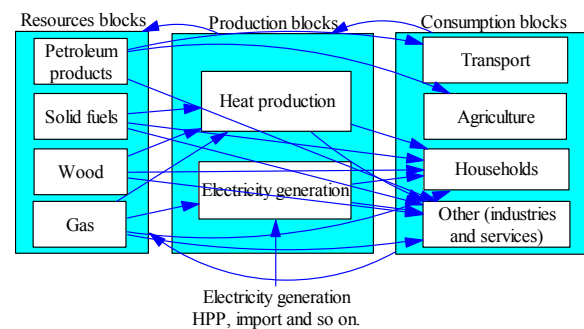 Resources blocks
Production blocks
Consumption blocks
Petroleum
products
Solid fuels
Wood
Gas
Heat production
Electricity generation
Transport
Agriculture
Households
Other (industries
and services)
Electricity generation
HPP, import and so on.